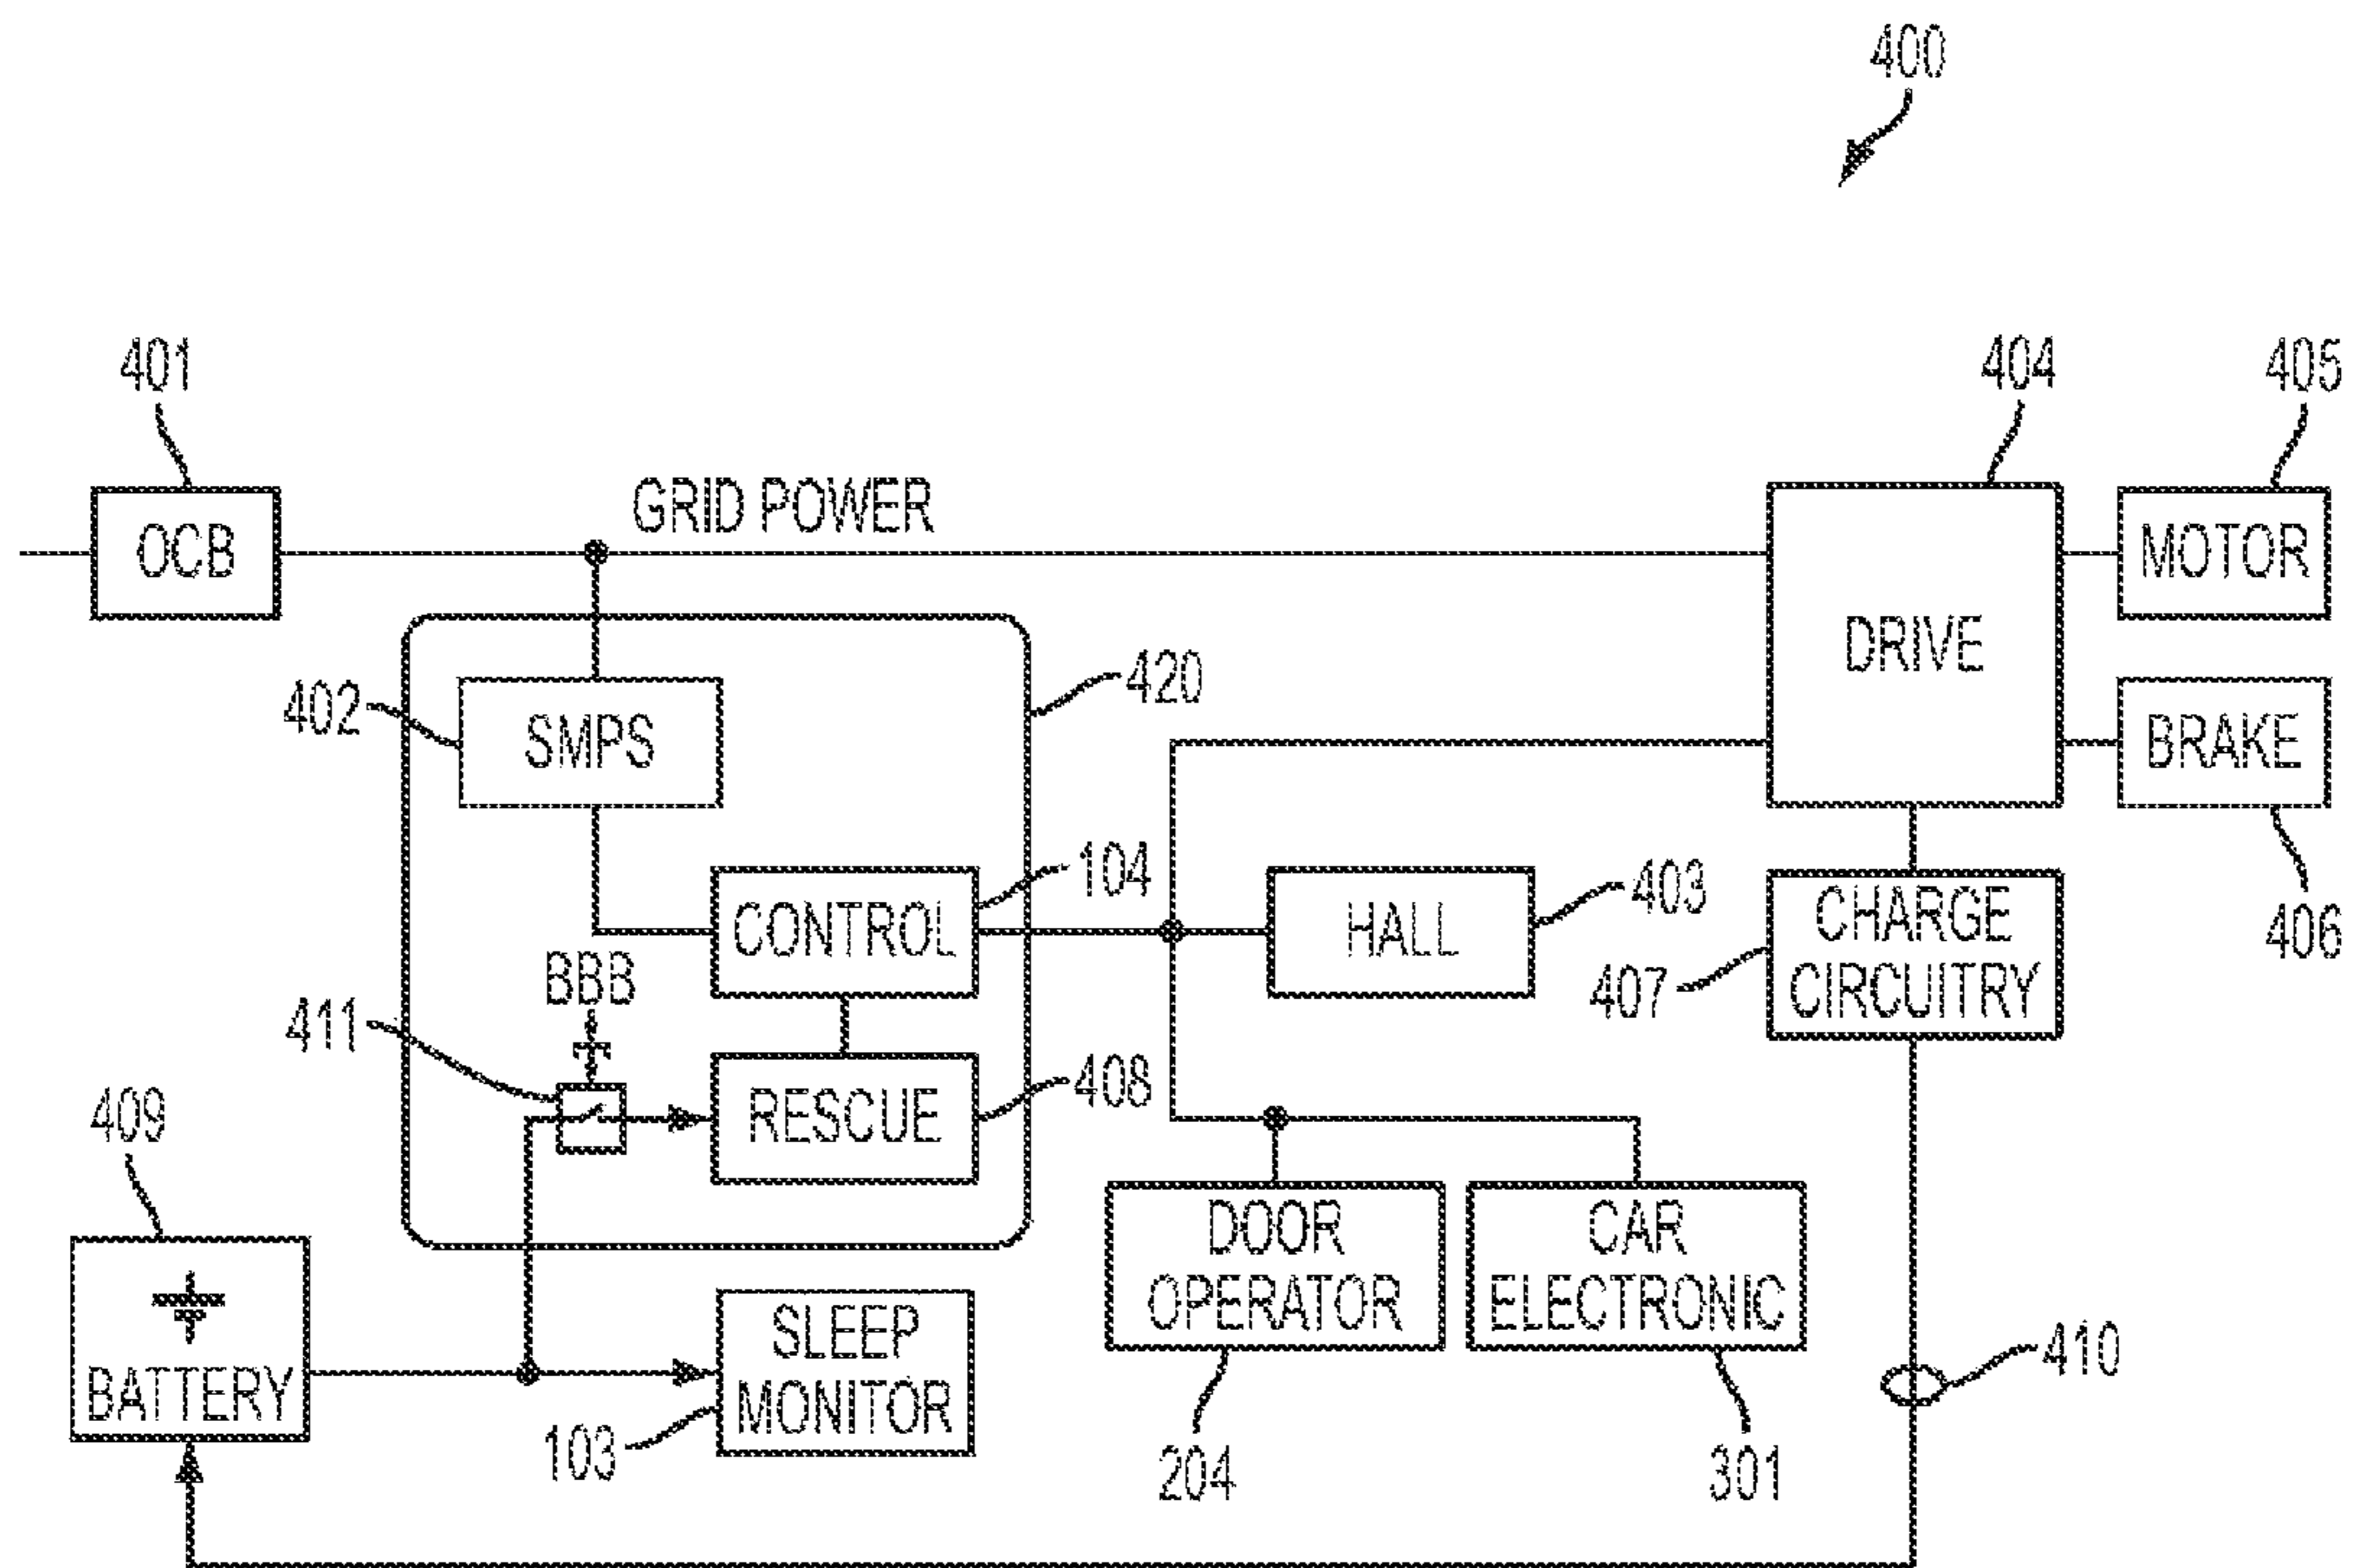 400
401
404
405
GRID POWER
OCB
MOTOR
DRIVE
402
420
SMPS
BRAKE
104
403
CONTROL
HALL
CHARGE
CIRCUITRY
407
406
BBB
411
408
RESCUE
409
DOOR
OPERATOR
CAR
ELECTRONIC
BATTERY
SLEEP
MONITOR
410
103
204
301